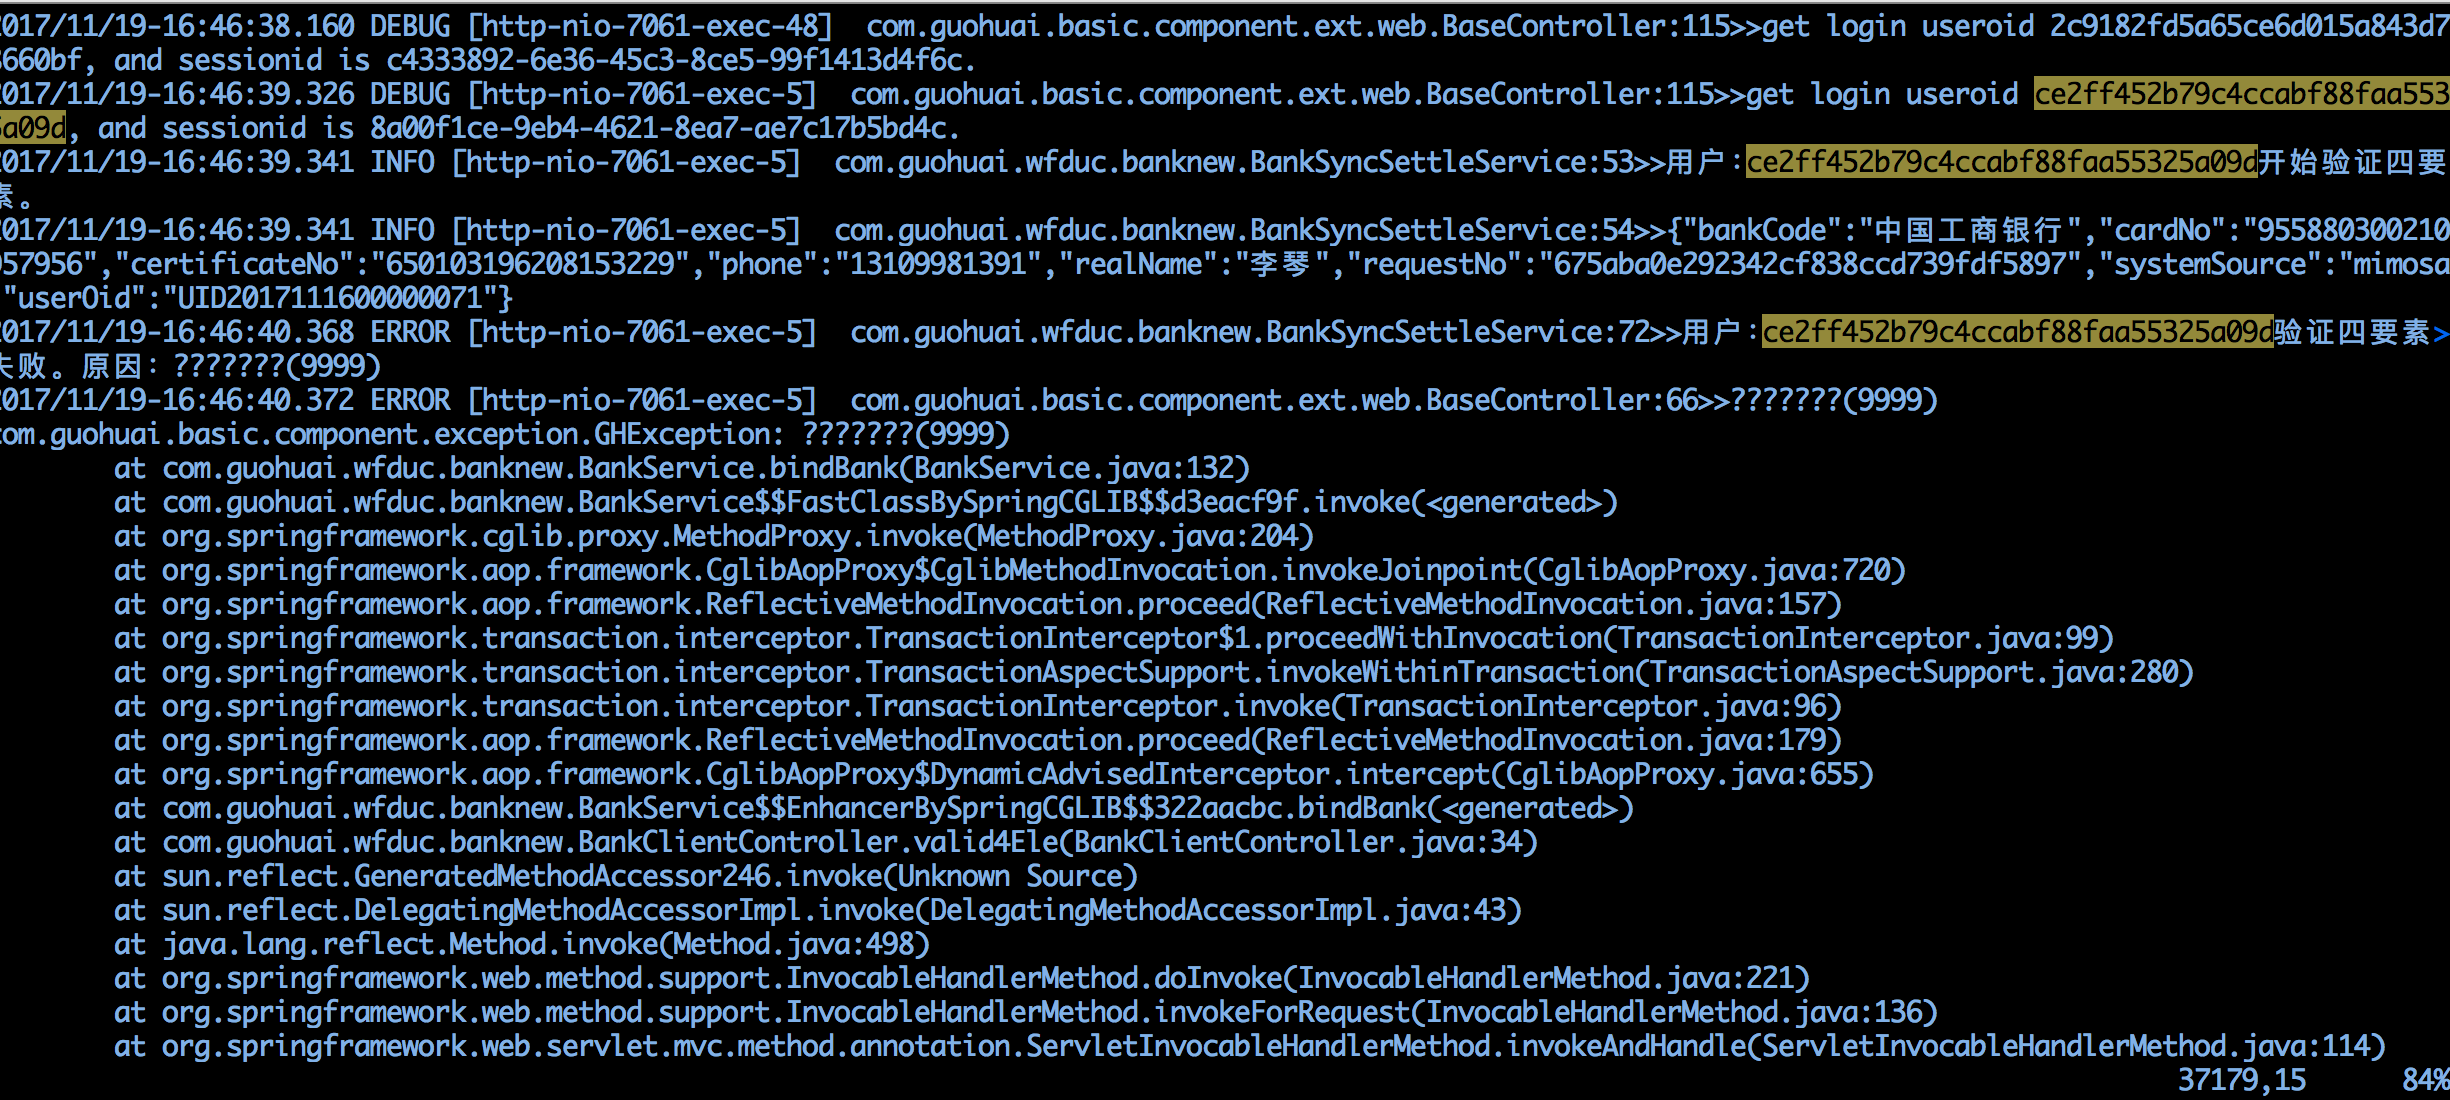 2017/11/19-16:46:38.160 DEBUG [http-nio-7061-exec-48]  com.guohuai.basic.component.ext.web.BaseController:115>>get login useroid 2c9182fd5a65ce6d015a843d7
660bf, and sessionid is c4333892-6e36-45c3-8ce5-99f1413d4f6c.
2017/11/19-16:46:39.326 DEBUG [http-nio-7061-exec-5]  com.guohuai.basic.component.ext.web.BaseController:115>>get login useroid ce2ff452b79c4ccabf88faa553
5a09d, and sessionid is 8a00f1ce-9eb4-4621-8ea7-ae7c17b5bd4c.
2017/11/19-16:46:39.341 INFO [http-nio-7061-exec-5]  com.guohuai.wfduc.banknew.BankSyncSettleService:53>>用户:ce2ff452b79c4ccabf88faa55325a09d开始验证四要
素。
2017/11/19-16:46:39.341 INFO [http-nio-7061-exec-5]  com.guohuai.wfduc.banknew.BankSyncSettleService:54>>{"bankCode":"中国工商银行","cardNo":"955880300210
957956","certificateNo":"650103196208153229","phone":"13109981391","realName":"李琴","requestNo":"675aba0e292342cf838ccd739fdf5897","systemSource":"mimosa
"userOid":"UID2017111600000071"}
2017/11/19-16:46:40.368 ERROR [http-nio-7061-exec-5]  com.guohuai.wfduc.banknew.BankSyncSettleService:72>>用户:ce2ff452b79c4ccabf88faa55325a09d验证四要素>
失败。原因: ???????(9999)
2017/11/19-16:46:40.372 ERROR [http-nio-7061-exec-5]  com.guohuai.basic.component.ext.web.BaseController:66>>???????(9999)
com.guohuai.basic.component.exception.GHException: ???????(9999)
at com.guohuai.wfduc.banknew.BankService.bindBank(BankService.java:132)
at com.guohuai.wfduc.banknew.BankService$$FastClassBySpringCGLIB$$d3eacf9f.invoke(<generated>)
at org.springframework.cglib.proxy.MethodProxy.invoke(MethodProxy.java:204)
at org.springframework.aop.framework.CglibAopProxy$CglibMethodInvocation.invokeJoinpoint(CglibAopProxy.java:720)
at org.springframework.aop.framework.ReflectiveMethodInvocation.proceed(ReflectiveMethodInvocation.java:157)
at org.springframework.transaction.interceptor.TransactionInterceptor$1.proceedWithInvocation(TransactionInterceptor.java:99)
at org.springframework.transaction.interceptor.TransactionAspectSupport.invokeWithinTransaction(TransactionAspectSupport.java:280)
at org.springframework.transaction.interceptor.TransactionInterceptor.invoke(TransactionInterceptor.java:96)
at org.springframework.aop.framework.ReflectiveMethodInvocation.proceed(ReflectiveMethodInvocation.java:179)
at org.springframework.aop.framework.CglibAopProxy$DynamicAdvisedInterceptor.intercept(CglibAopProxy.java:655)
at com.guohuai.wfduc.banknew.BankService$$EnhancerBySpringCGLIB$$322aacbc.bindBank(<generated>)
at com.guohuai.wfduc.banknew.BankClientController.valid4Ele(BankClientController.java:34)
at sun.reflect.GeneratedMethodAccessor246.invoke(Unknown Source)
at sun.reflect.DelegatingMethodAccessorImpl.invoke(DelegatingMethodAccessorImpl.java:43)
at java.lang.reflect.Method.invoke(Method.java:498)
at org.springframework.web.method.support.InvocableHandlerMethod.doInvoke(InvocableHandlerMethod.java:221)
at org.springframework.web.method.support.InvocableHandlerMethod.invokeForRequest(InvocableHandlerMethod.java:136)
at org.springframework.web.servlet.mvc.method.annotation.ServletInvocableHandlerMethod.invokeAndHandle(ServletInvocableHandlerMethod.java:114)
37179,15 84%